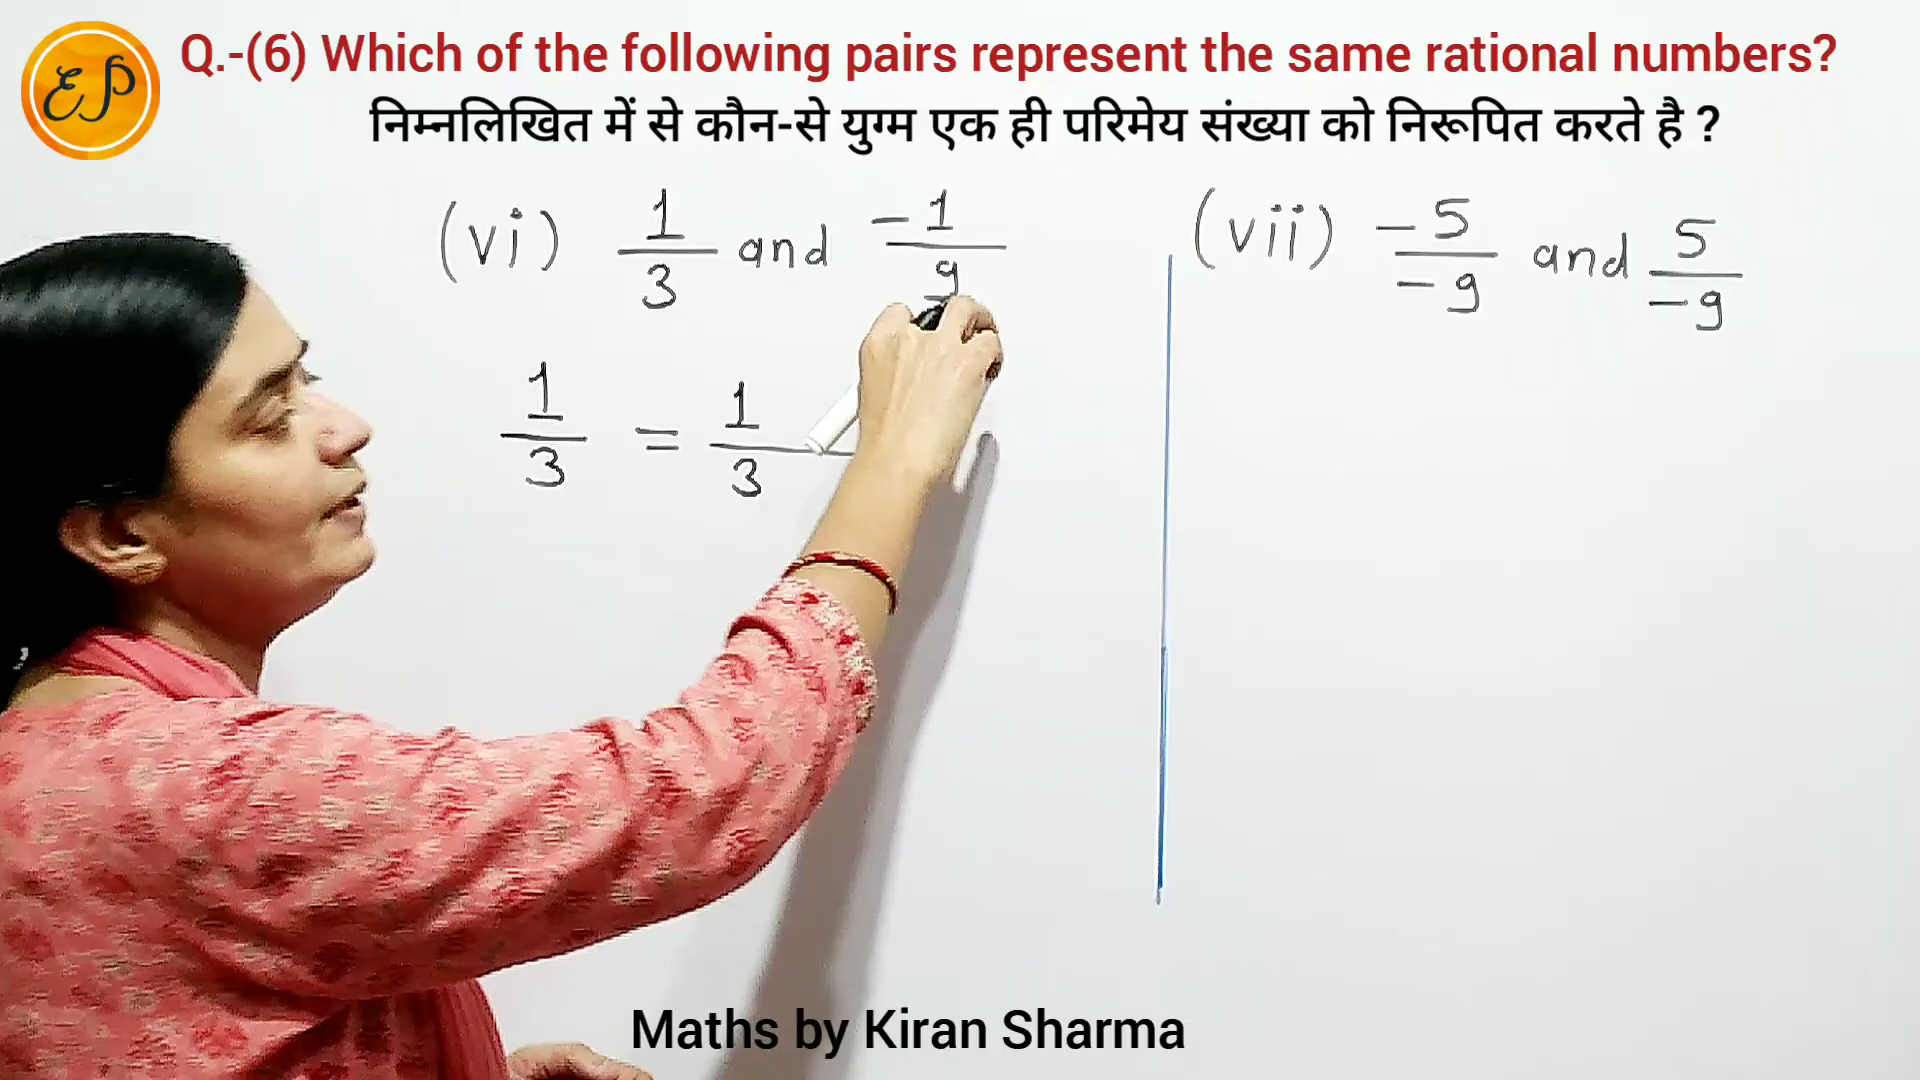 EP
Q.-(6) Which of the following pairs represent the same rational numbers?
निम्नलिखित में से कौन-से युग्म एक ही परिमेय संख्या को निरूपित करते है ?
(vi) 1/3 and -1/9
(vii) -5/-9 and 5/-9
1/3 = 1/3
Maths by Kiran Sharma